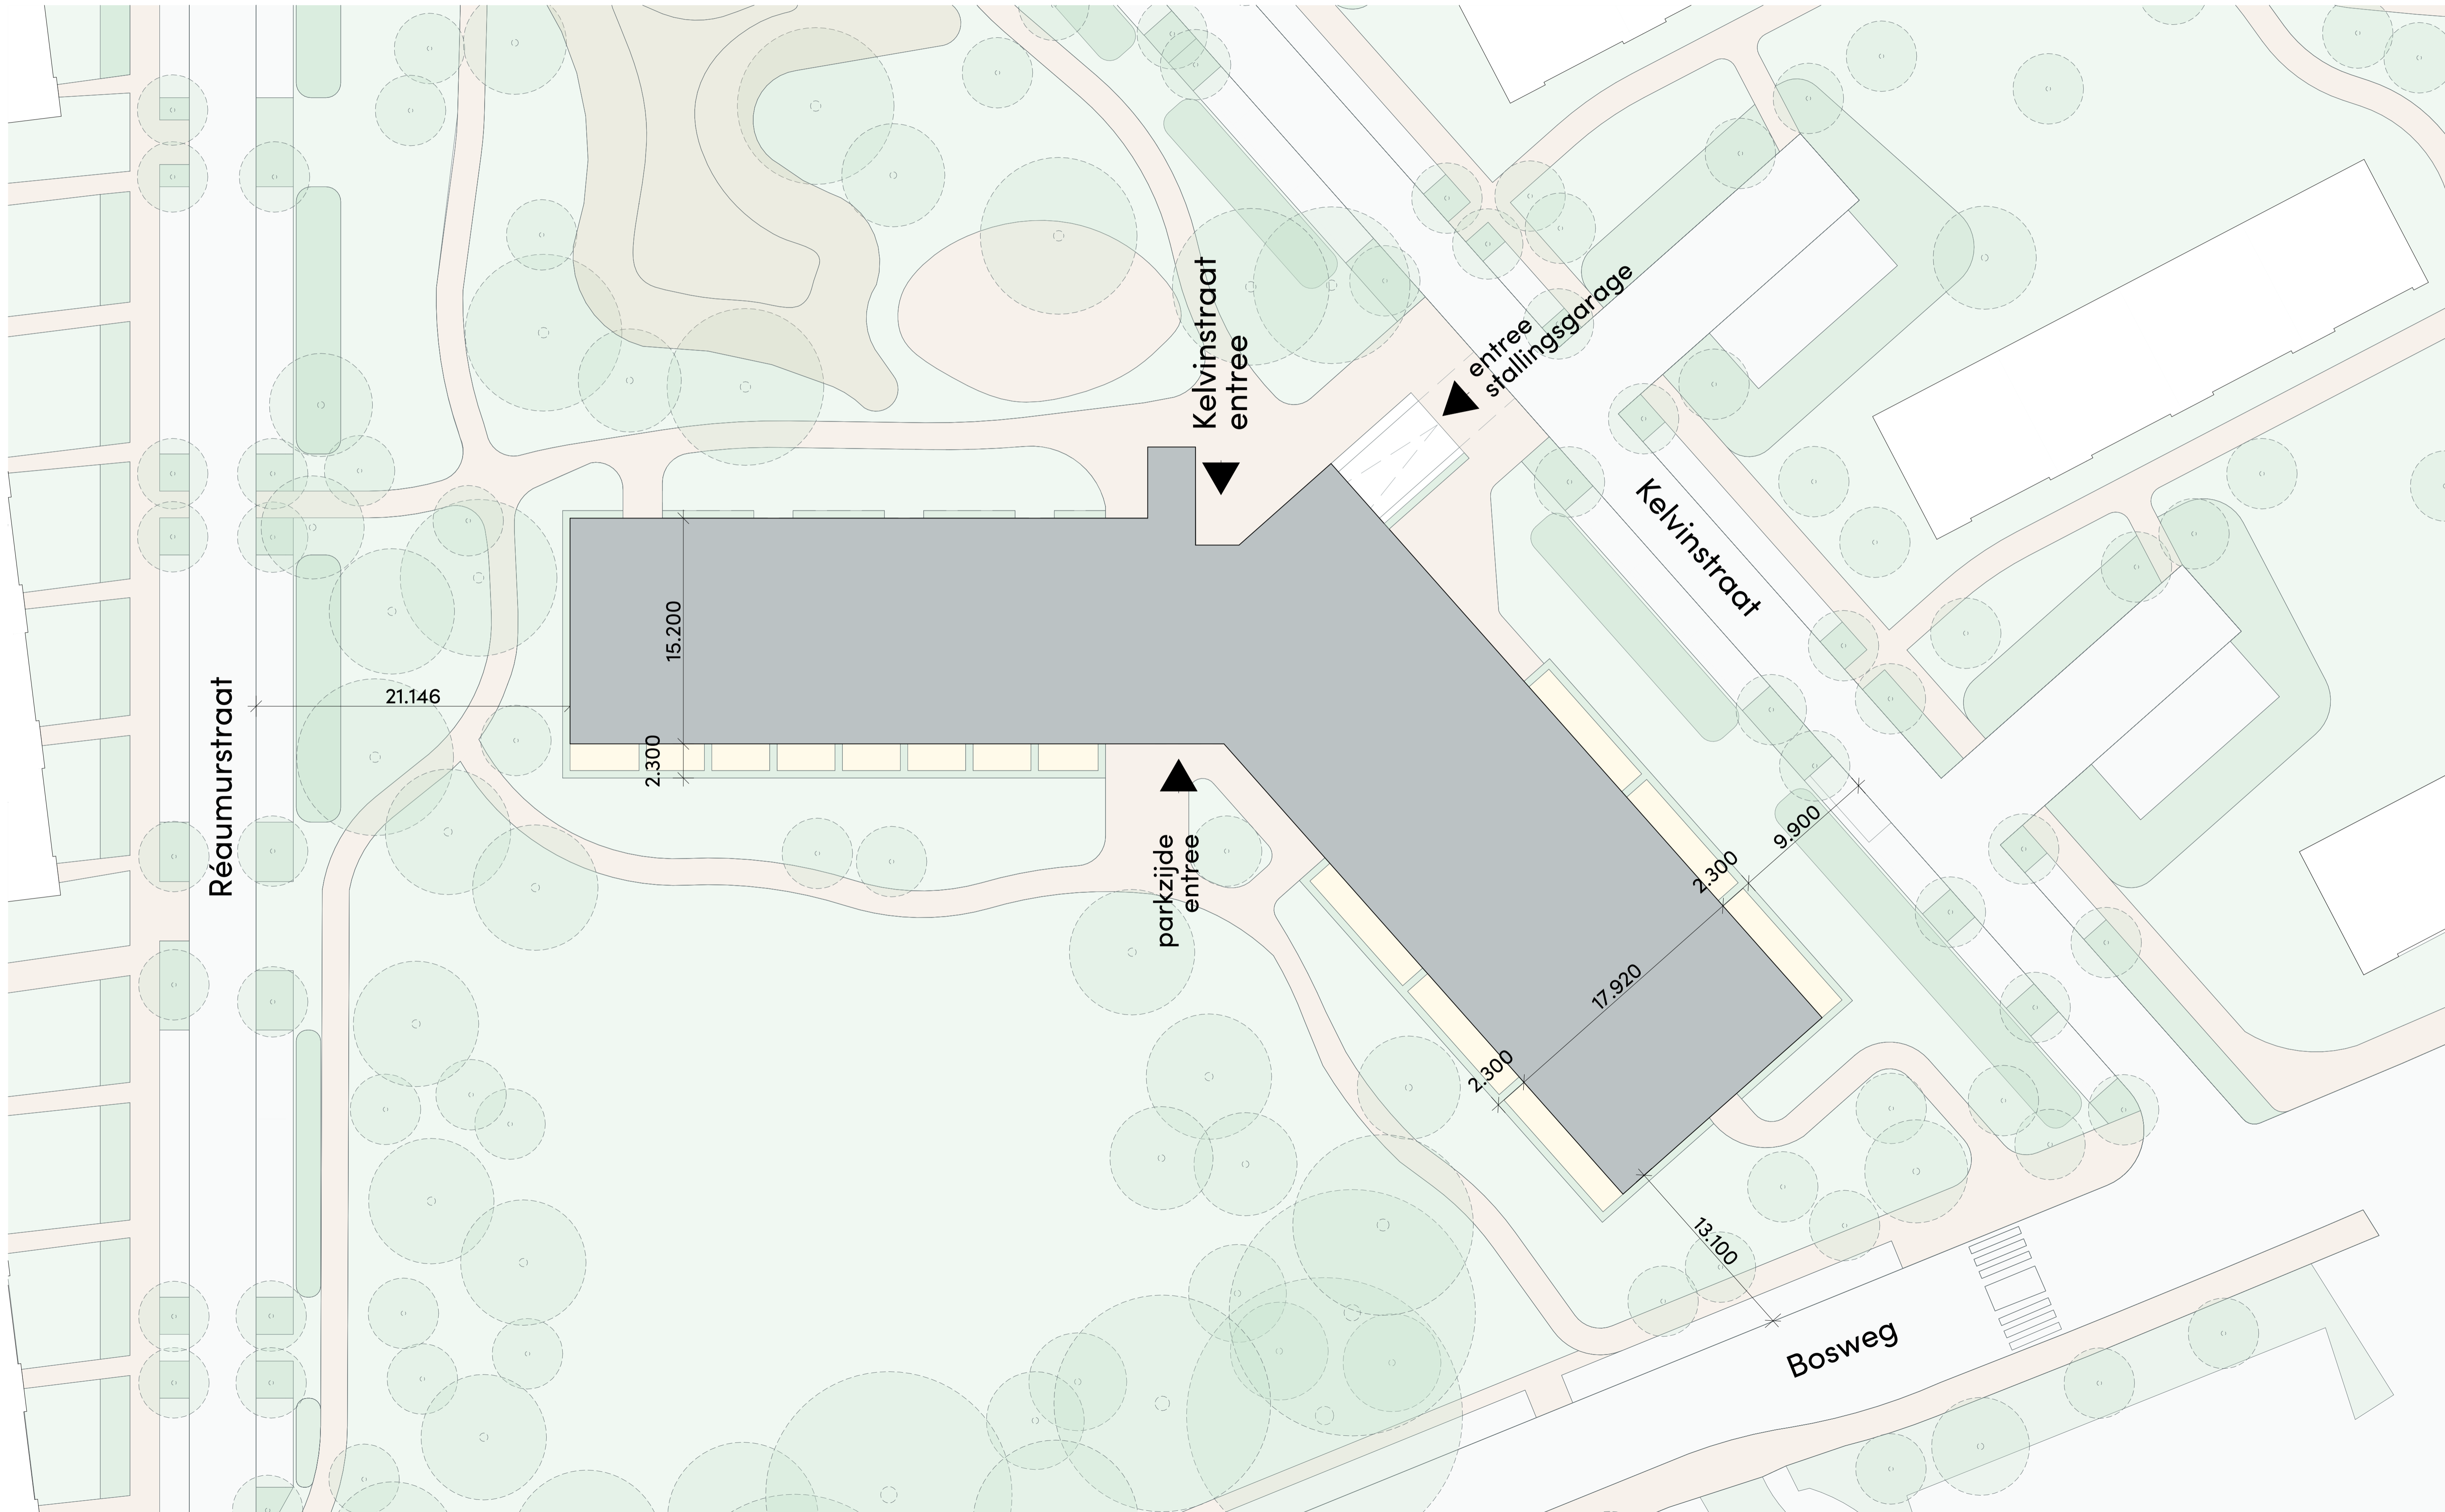 Kelvinstraat
entree
entree
stallingsgarage
Kelvinstraat
15.200
21.146
2.300
Réaumurstraat
parkzijde
entree
9.900
2.300
17.920
2.300
13.100
Bosweg